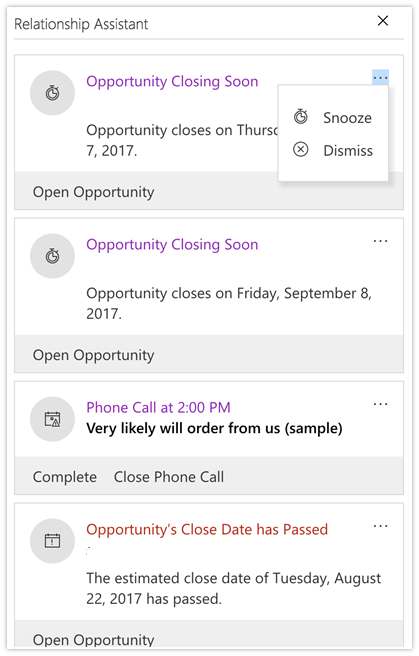 Relationship Assistant
Opportunity Closing Soon
Snooze
Dismiss
Opportunity closes on
7, 2017.
Open Opportunity
Opportunity Closing Soon
Opportunity closes on Friday, September 8,
2017.
Open Opportunity
Phone Call at 2:00 PM
Very likely will order from us (sample)
Complete Close Phone Call
Opportunity's Close Date has Passed
The estimated close date of Tuesday, August
22, 2017 has passed.
Open Opportunity